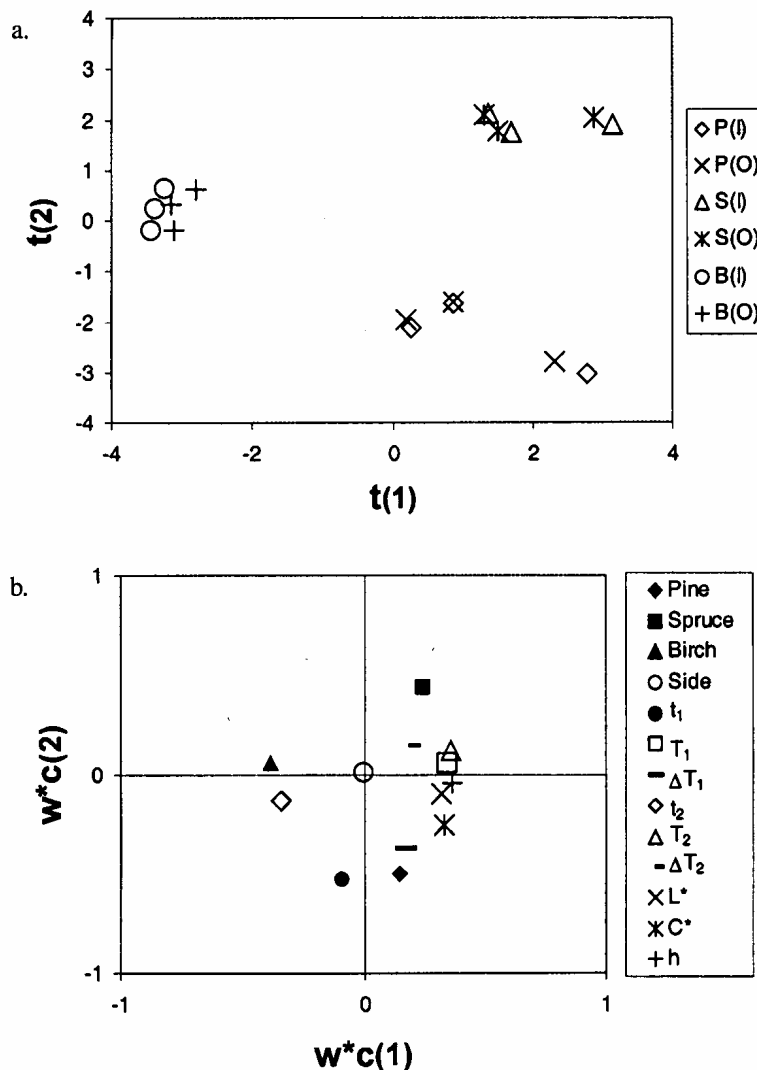 a.
4
3
2
1
0
-1
-2
-3
-4
t(2)
-4
-2
0
2
4
t(1)
P(I)
P(O)
S(I)
S(O)
B(I)
B(O)
b.
1
0
-1
w*c(2)
-1
0
1
w*c(1)
Pine
Spruce
Birch
Side
t₁
T₁
ΔT₁
t₂
T₂
ΔT₂
L*
C*
h